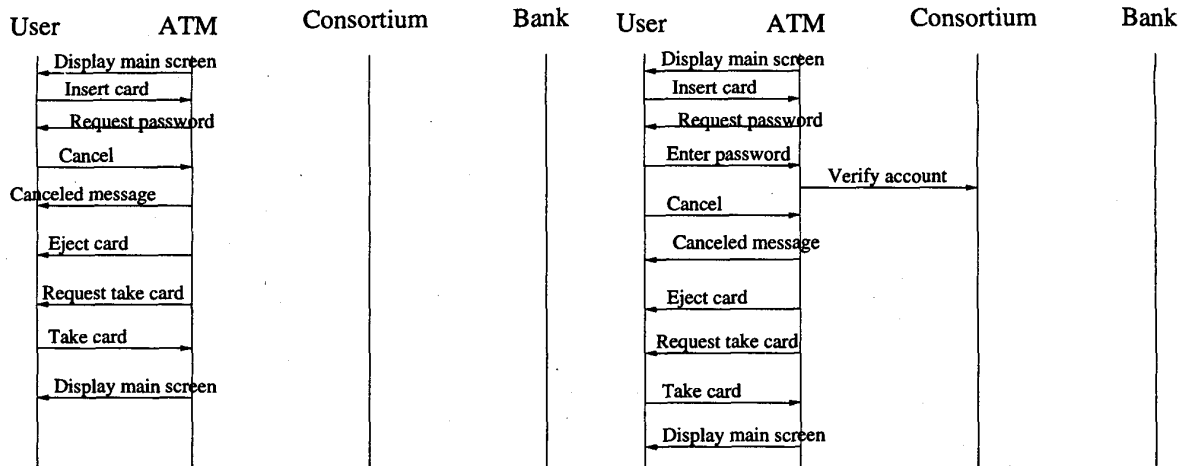 User ATM Consortium Bank
Display main screen
Insert card
Request password
Cancel
Canceled message
Eject card
Request take card
Take card
Display main screen
User ATM Consortium Bank
Display main screen
Insert card
Request password
Enter password
Verify account
Cancel
Canceled message
Eject card
Request take card
Take card
Display main screen